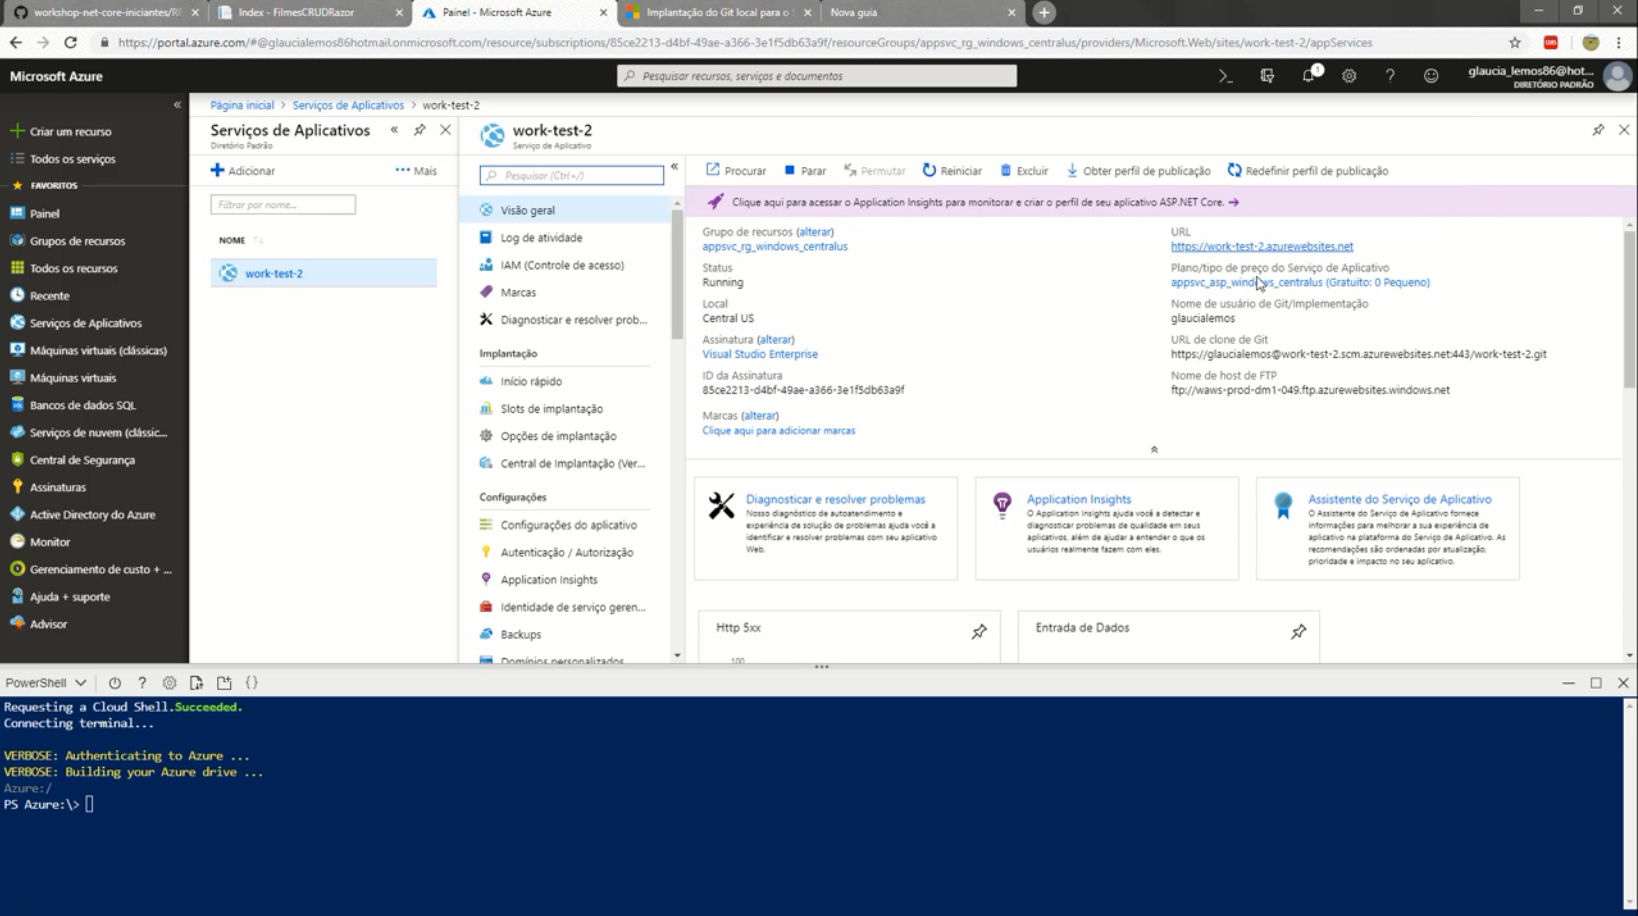 workshop-net-core-iniciantes/RE
Index - FilmesCRUDRazor
Painel - Microsoft Azure
Implantação do Git local para o S
Nova guia
https://portal.azure.com/#@glaucialemos86hotmail.onmicrosoft.com/resource/subscriptions/85ce2213-d4bf-49ae-a366-3e1f5db63a9f/resourceGroups/appsvc_rg_windows_centralus/providers/Microsoft.Web/sites/work-test-2/appServices
Microsoft Azure
Pesquisar recursos, serviços e documentos
1
glaucia_lemos86@hot...
DIRETÓRIO PADRÃO
Criar um recurso
Todos os serviços
FAVORITOS
Painel
Grupos de recursos
Todos os recursos
Recente
Serviços de Aplicativos
Máquinas virtuais (clássicas)
Máquinas virtuais
Bancos de dados SQL
Serviços de nuvem (clássic...
Central de Segurança
Assinaturas
Active Directory do Azure
Monitor
Gerenciamento de custo + ...
Ajuda + suporte
Advisor
Página inicial > Serviços de Aplicativos > work-test-2
Serviços de Aplicativos
Diretório Padrão
Adicionar
Mais
Filtrar por nome...
NOME
work-test-2
work-test-2
Serviço de Aplicativo
Pesquisar (Ctrl+/)
Visão geral
Log de atividade
IAM (Controle de acesso)
Marcas
Diagnosticar e resolver prob...
Implantação
Início rápido
Slots de implantação
Opções de implantação
Central de Implantação (Ver...
Configurações
Configurações do aplicativo
Autenticação / Autorização
Application Insights
Identidade de serviço geren...
Backups
Domínios personalizados
Procurar
Parar
Permutar
Reiniciar
Excluir
Obter perfil de publicação
Redefinir perfil de publicação
Clique aqui para acessar o Application Insights para monitorar e criar o perfil de seu aplicativo ASP.NET Core.
Grupo de recursos (alterar)
appsvc_rg_windows_centralus
Status
Running
Local
Central US
Assinatura (alterar)
Visual Studio Enterprise
ID da Assinatura
85ce2213-d4bf-49ae-a366-3e1f5db63a9f
Marcas (alterar)
Clique aqui para adicionar marcas
URL
https://work-test-2.azurewebsites.net
Plano/tipo de preço do Serviço de Aplicativo
appsvc_asp_windows_centralus (Gratuito: 0 Pequeno)
Nome de usuário de Git/Implementação
glaucialemos
URL de clone de Git
https://glaucialemos@work-test-2.scm.azurewebsites.net:443/work-test-2.git
Nome de host de FTP
ftp://waws-prod-dm1-049.ftp.azurewebsites.windows.net
Diagnosticar e resolver problemas
Nosso diagnóstico de autoatendimento e
experiência de solução de problemas ajuda você a
identificar e resolver problemas com seu aplicativo
Web.
Application Insights
O Application Insights ajuda você a detectar e
diagnosticar problemas de qualidade em seus
aplicativos, além de ajudar a entender o que os
usuários realmente fazem com eles.
Assistente do Serviço de Aplicativo
O Assistente do Serviço de Aplicativo fornece
informações para melhorar a sua experiência de
aplicativo na plataforma do Serviço de Aplicativo. As
recomendações são ordenadas por atualização,
prioridade e impacto no seu aplicativo.
Http 5xx
100
Entrada de Dados
PowerShell
Requesting a Cloud Shell.Succeeded.
Connecting terminal...
VERBOSE: Authenticating to Azure ...
VERBOSE: Building your Azure drive ...
Azure:/
PS Azure:\>